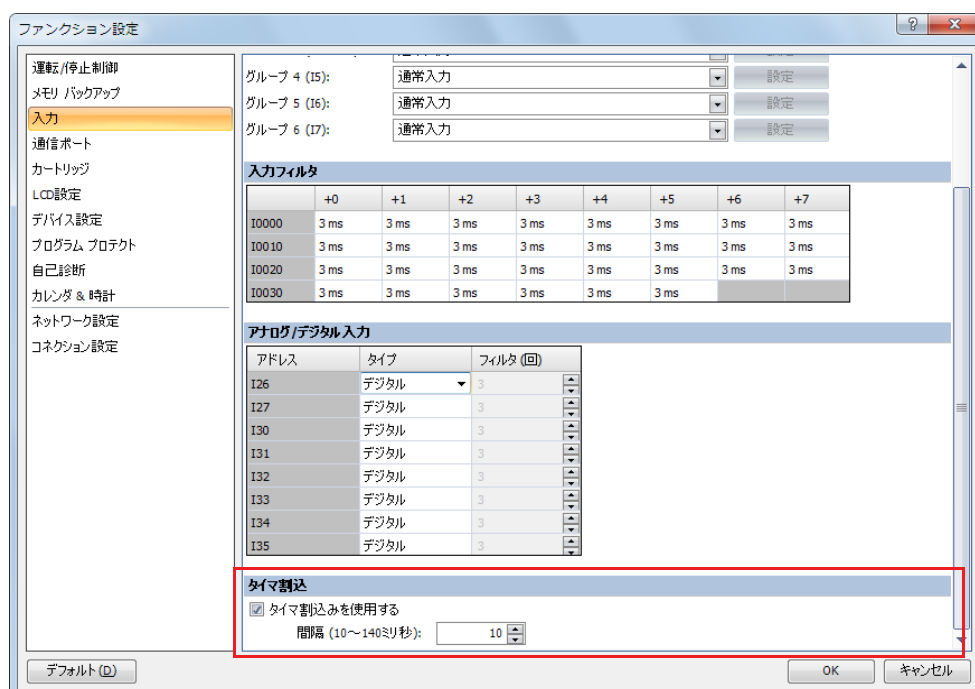 ファンクション設定
運転/停止制御
メモリ バックアップ
入力
通信ポート
カートリッジ
LCD設定
デバイス設定
プログラム プロテクト
自己診断
カレンダ & 時計
ネットワーク設定
コネクション設定
グループ 4 (I5): 通常入力 設定
グループ 5 (I6): 通常入力 設定
グループ 6 (I7): 通常入力 設定
入力フィルタ
+0 +1 +2 +3 +4 +5 +6 +7
I0000 3 ms 3 ms 3 ms 3 ms 3 ms 3 ms 3 ms 3 ms
I0010 3 ms 3 ms 3 ms 3 ms 3 ms 3 ms 3 ms 3 ms
I0020 3 ms 3 ms 3 ms 3 ms 3 ms 3 ms 3 ms 3 ms
I0030 3 ms 3 ms 3 ms 3 ms 3 ms 3 ms
アナログ/デジタル入力
アドレス タイプ フィルタ (回)
I26 デジタル 3
I27 デジタル 3
I30 デジタル 3
I31 デジタル 3
I32 デジタル 3
I33 デジタル 3
I34 デジタル 3
I35 デジタル 3
タイマ割込
タイマ割込みを使用する
間隔 (10～140ミリ秒): 10
デフォルト(D) OK キャンセル